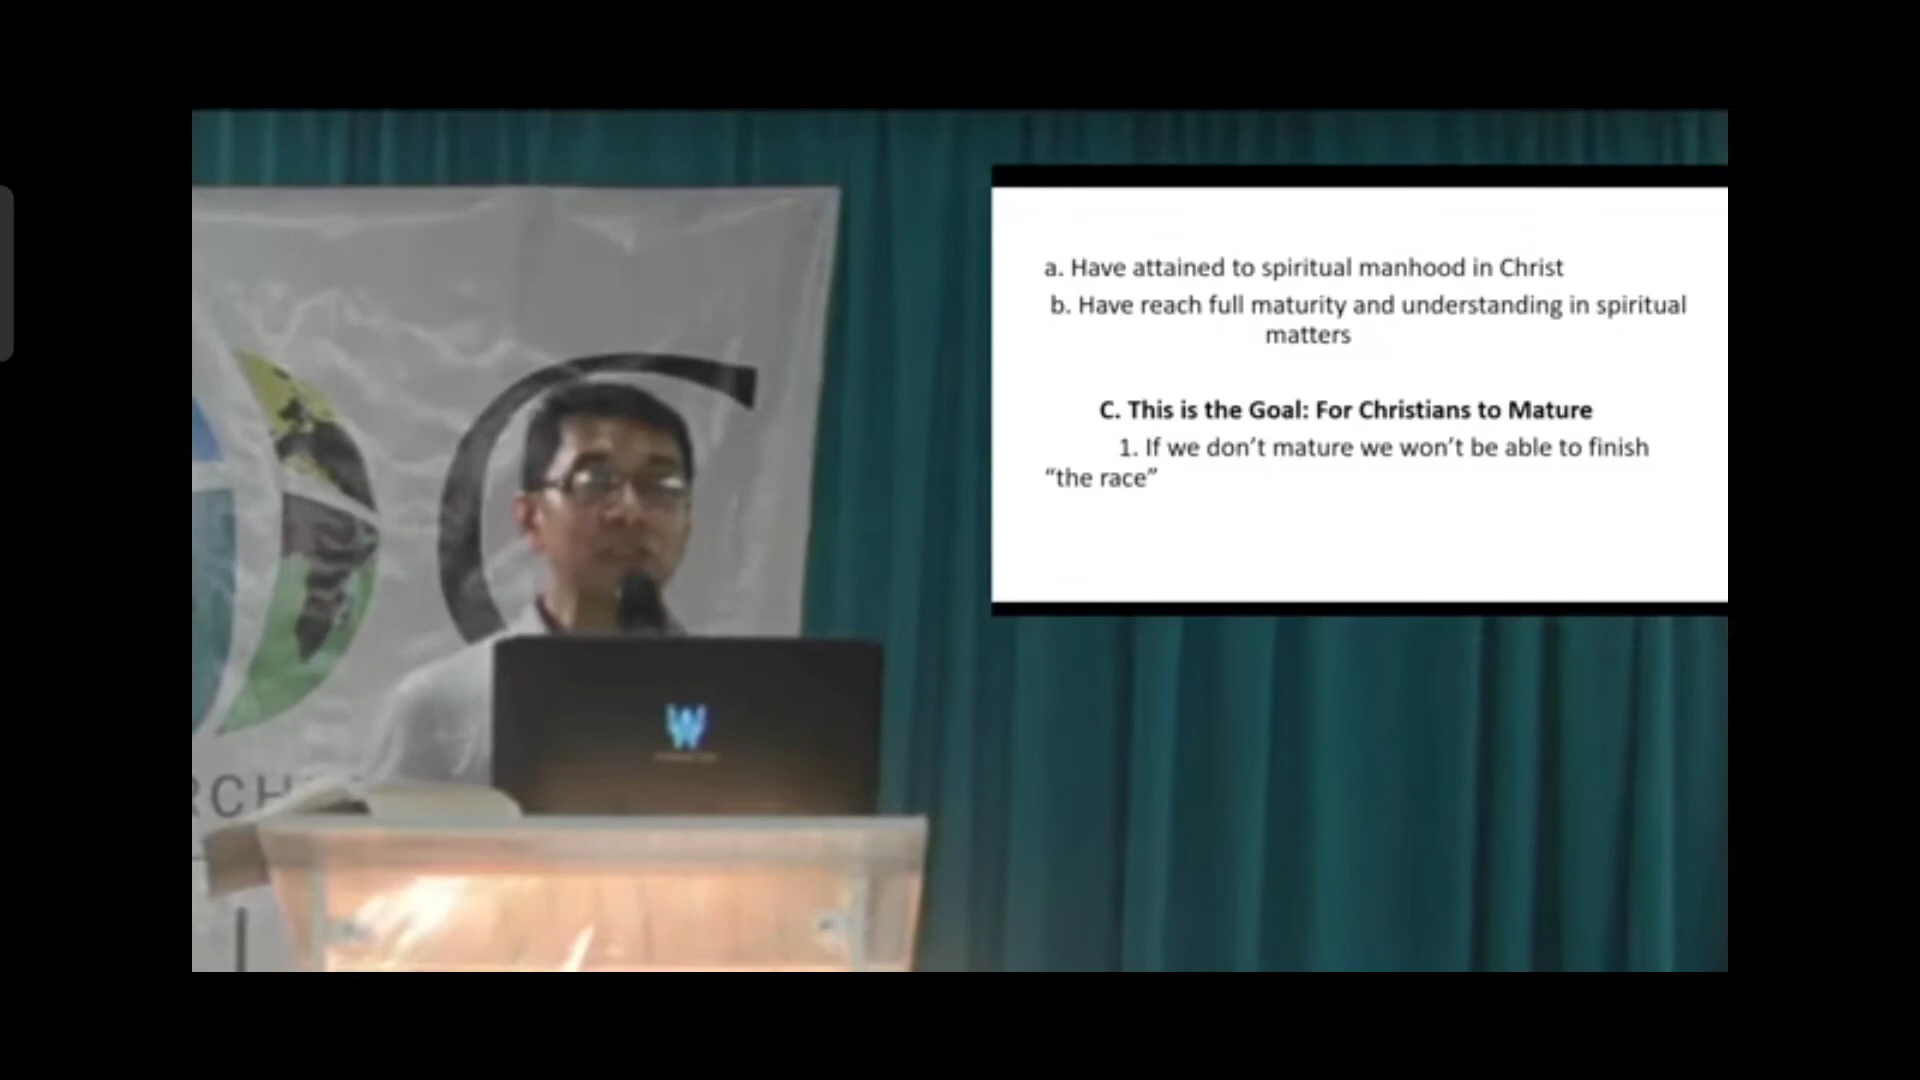 a. Have attained to spiritual manhood in Christ
b. Have reach full maturity and understanding in spiritual
matters
C. This is the Goal: For Christians to Mature
1. If we don’t mature we won’t be able to finish
“the race”
C
RCH
W